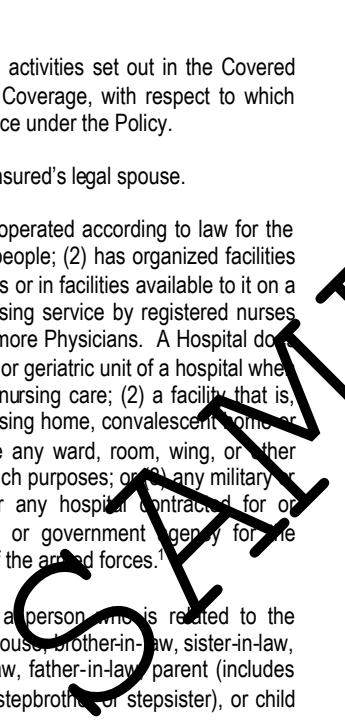 activities set out in the Covered
Coverage, with respect to which
ce under the Policy.
nsured's legal spouse.
operated according to law for the
people; (2) has organized facilities
s or in facilities available to it on a
sing service by registered nurses
more Physicians. A Hospital does
or geriatric unit of a hospital whe
nursing care; (2) a facility that is,
sing home, convalescent home or
e any ward, room, wing, or other
ch purposes; or (3) any military or
r any hospital contracted for or
or government agency for the
f the armed forces.¹
a person who is related to the
ouse, brother-in-law, sister-in-law,
aw, father-in-law, parent (includes
stepbrother or stepsister), or child
SAM